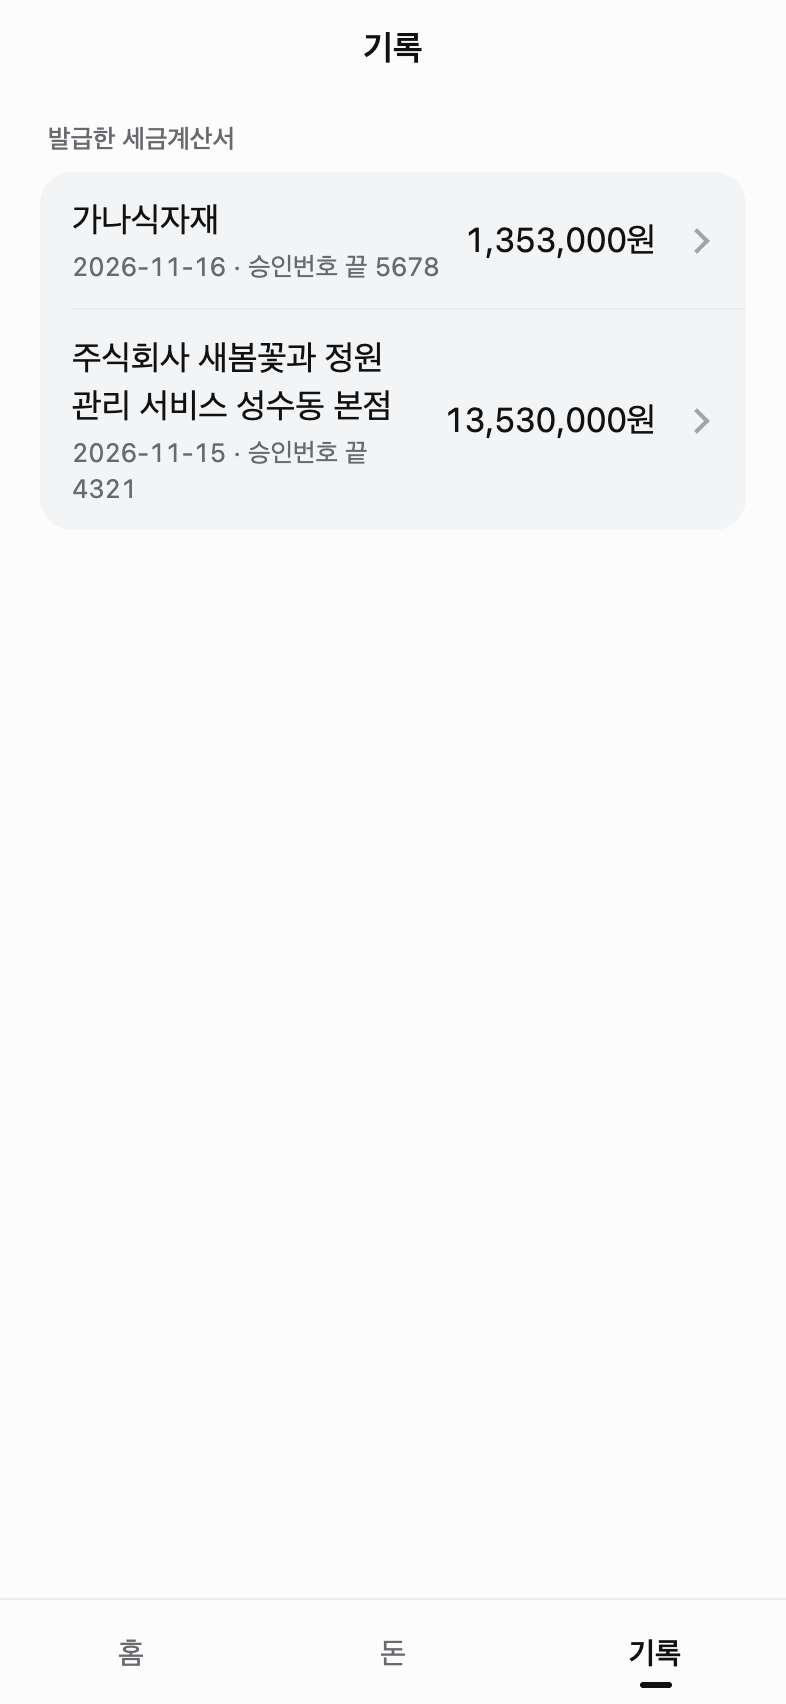 기록
발급한 세금계산서
가나식자재
2026-11-16 · 승인번호 끝 5678
1,353,000원
주식회사 새봄꽃과 정원
관리 서비스 성수동 본점
2026-11-15 · 승인번호 끝
4321
13,530,000원
홈
돈
기록